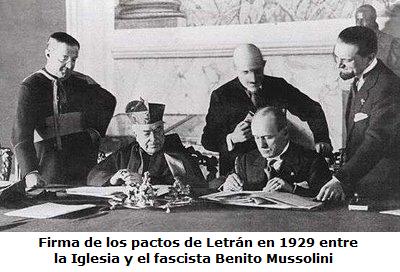 Firma de los pactos de Letrán en 1929 entre
la Iglesia y el fascista Benito Mussolini